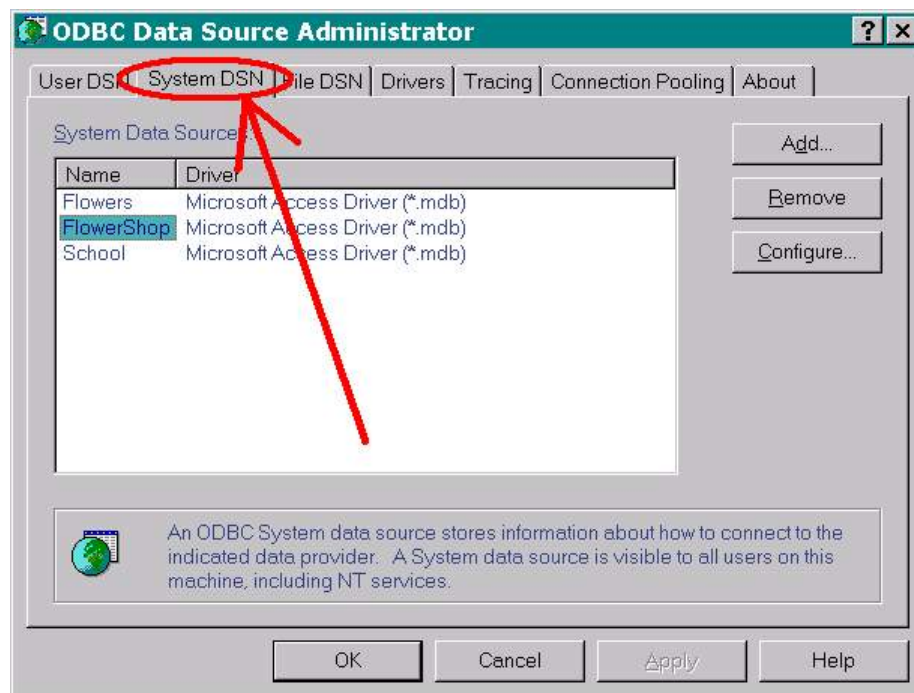 ODBC Data Source Administrator
? ×
User DSN System DSN File DSN Drivers Tracing Connection Pooling About
System Data Sources:
Add...
Name Driver
Flowers Microsoft Access Driver (*.mdb)
Remove
FlowerShop Microsoft Access Driver (*.mdb)
School Microsoft Access Driver (*.mdb)
Configure...
An ODBC System data source stores information about how to connect to the
indicated data provider. A System data source is visible to all users on this
machine, including NT services.
OK Cancel Apply Help